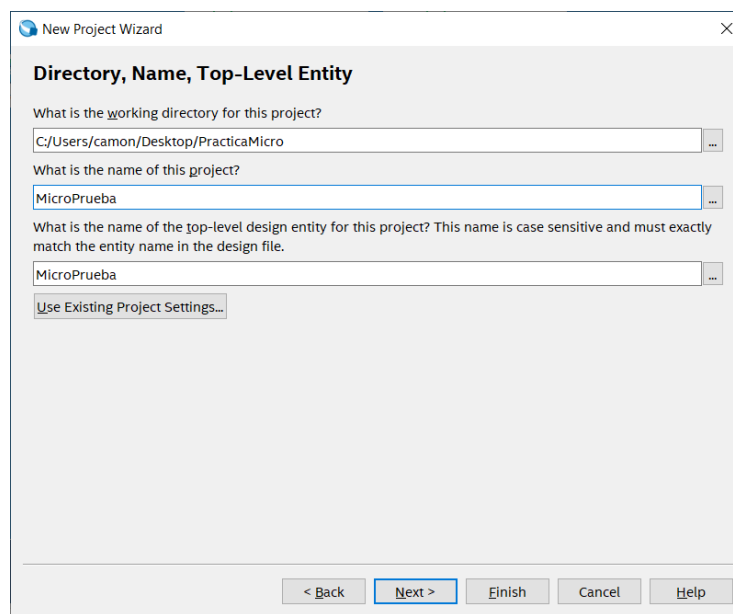 New Project Wizard
Directory, Name, Top-Level Entity
What is the working directory for this project?
C:/Users/camon/Desktop/PracticaMicro
...
What is the name of this project?
MicroPrueba
...
What is the name of the top-level design entity for this project? This name is case sensitive and must exactly
match the entity name in the design file.
MicroPrueba
...
Use Existing Project Settings...
< Back
Next >
Finish
Cancel
Help